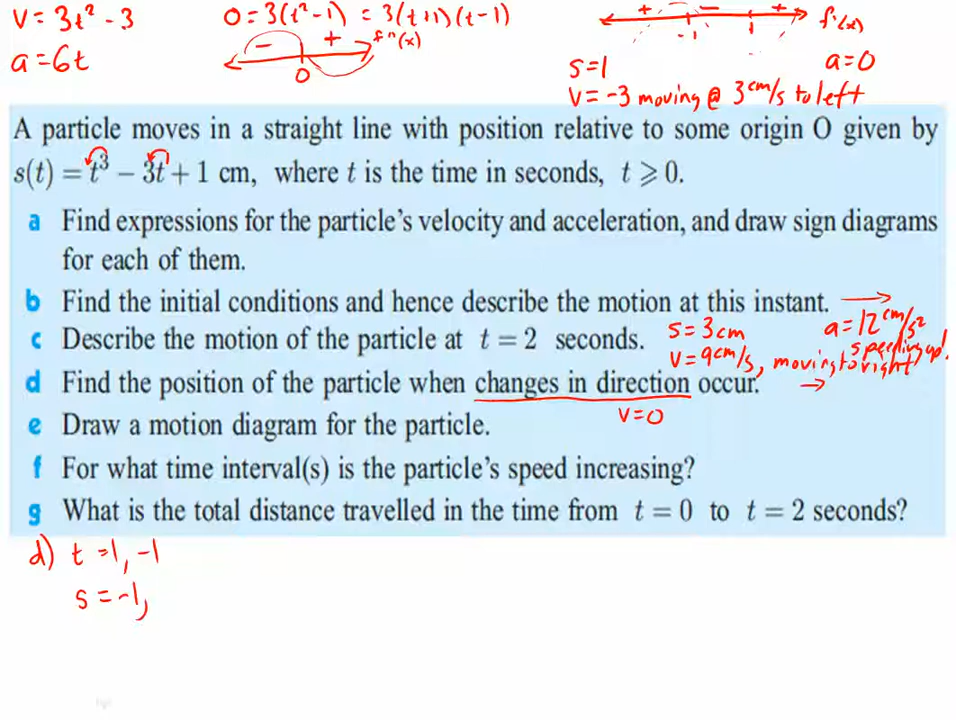 v = 3t² - 3
a = 6t
0 = 3(t² - 1) = 3(t+1)(t-1)
- + f"(x)
0
+ - + f'(x)
-1 1
s = 1 a = 0
v = -3 moving @ 3 cm/s to left
A particle moves in a straight line with position relative to some origin O given by
s(t) = t³ − 3t + 1 cm, where t is the time in seconds, t ⩾ 0.
a Find expressions for the particle's velocity and acceleration, and draw sign diagrams
for each of them.
b Find the initial conditions and hence describe the motion at this instant. →
c Describe the motion of the particle at t = 2 seconds.
s = 3cm a = 12 cm/s²
v = 9cm/s, moving to right speeding up.
→
d Find the position of the particle when changes in direction occur.
v = 0
e Draw a motion diagram for the particle.
f For what time interval(s) is the particle's speed increasing?
g What is the total distance travelled in the time from t = 0 to t = 2 seconds?
d) t = 1, -1
s = -1,